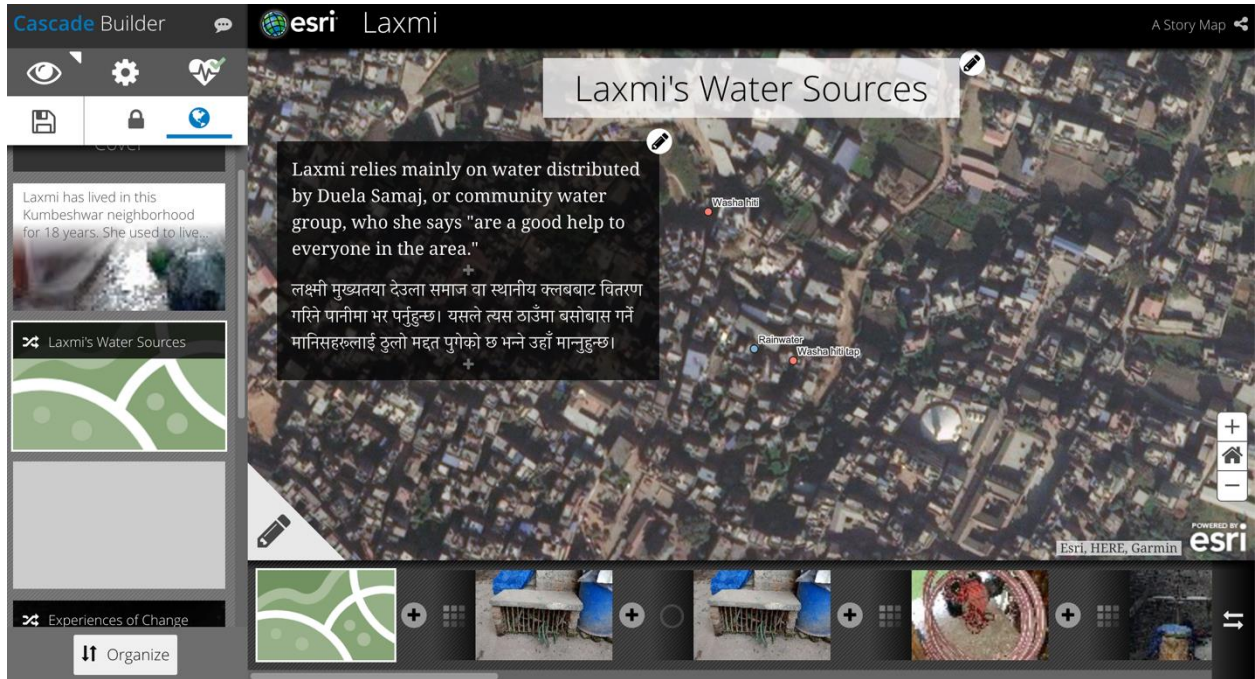 Cascade Builder
esri Laxmi
A Story Map
Laxmi's Water Sources
Cover
Laxmi has lived in this
Kumbeshwar neighborhood
for 18 years. She used to live...
Laxmi's Water Sources
Experiences of Change
Organize
Laxmi relies mainly on water distributed
by Duela Samaj, or community water
group, who she says "are a good help to
everyone in the area."
लक्ष्मी मुख्यतया देउला समाज वा स्थानीय क्लबबाट वितरण
गरिने पानीमा भर पर्नुहुन्छ। यसले त्यस ठाउँमा बसोबास गर्ने
मानिसहरूलाई ठुलो मद्दत पुगेको छ भन्ने उहाँ मान्नुहुन्छ।
Washa hiti
Rainwater
Washa hiti tap
POWERED BY
esri
Esri, HERE, Garmin